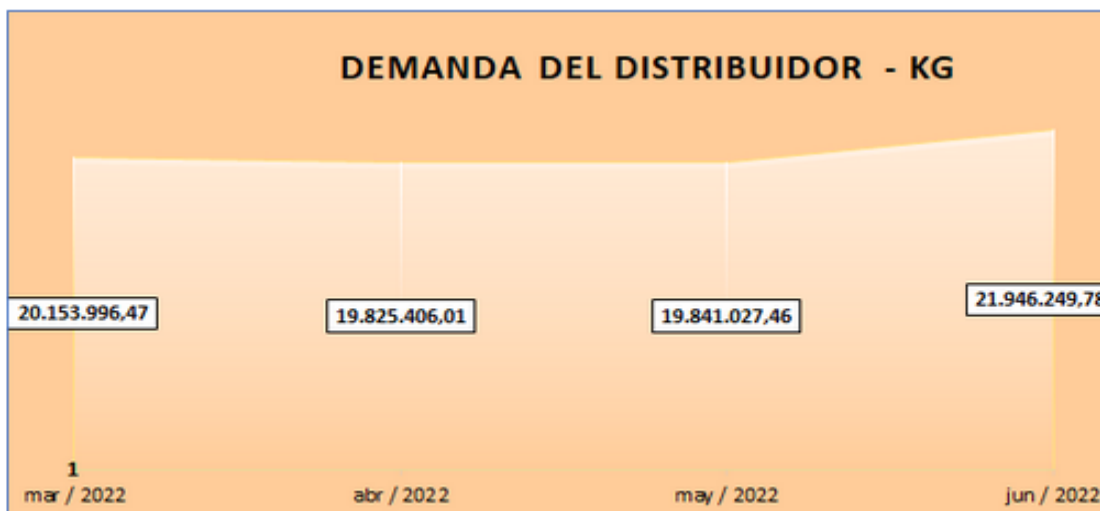 DEMANDA DEL DISTRIBUIDOR - KG
20.153.996,47
19.825.406,01
19.841.027,46
21.946.249,78
1
mar / 2022
abr / 2022
may / 2022
jun / 2022